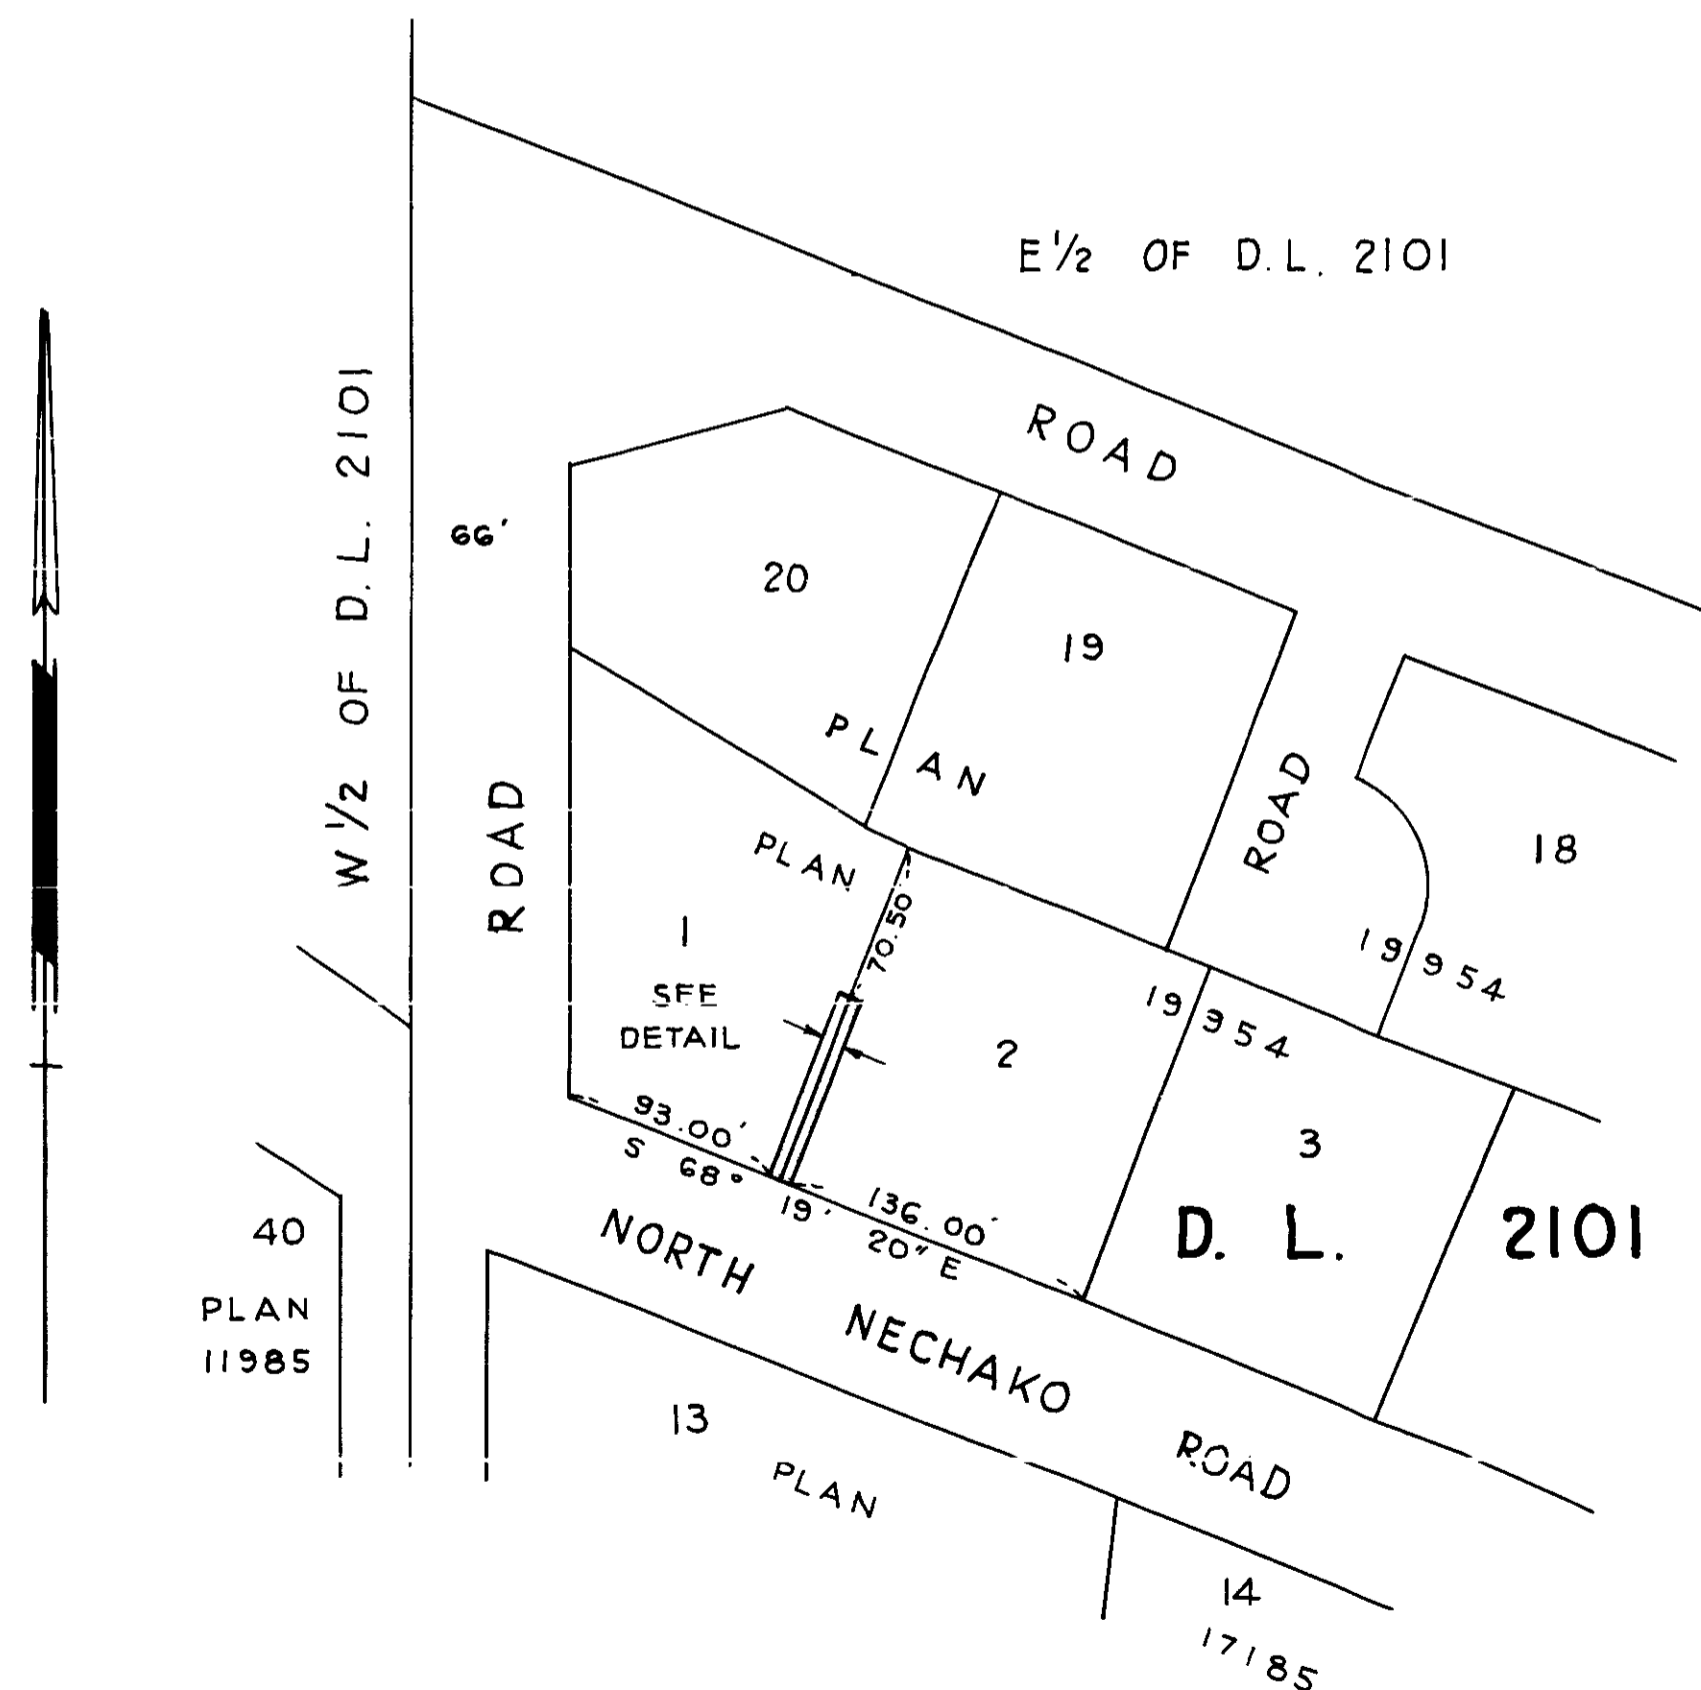 E 1/2 OF D.L. 2101
W 1/2 OF D.L. 2101
ROAD
66'
20
19
PLAN
ROAD
18
19954
ROAD
PLAN
19954
1
SEE
DETAIL
70.50'
2
3
93.00'
136.00'
S 68° 19' 20" E
D. L. 2101
NORTH NECHAKO ROAD
40
PLAN
11985
13
PLAN
14
17185